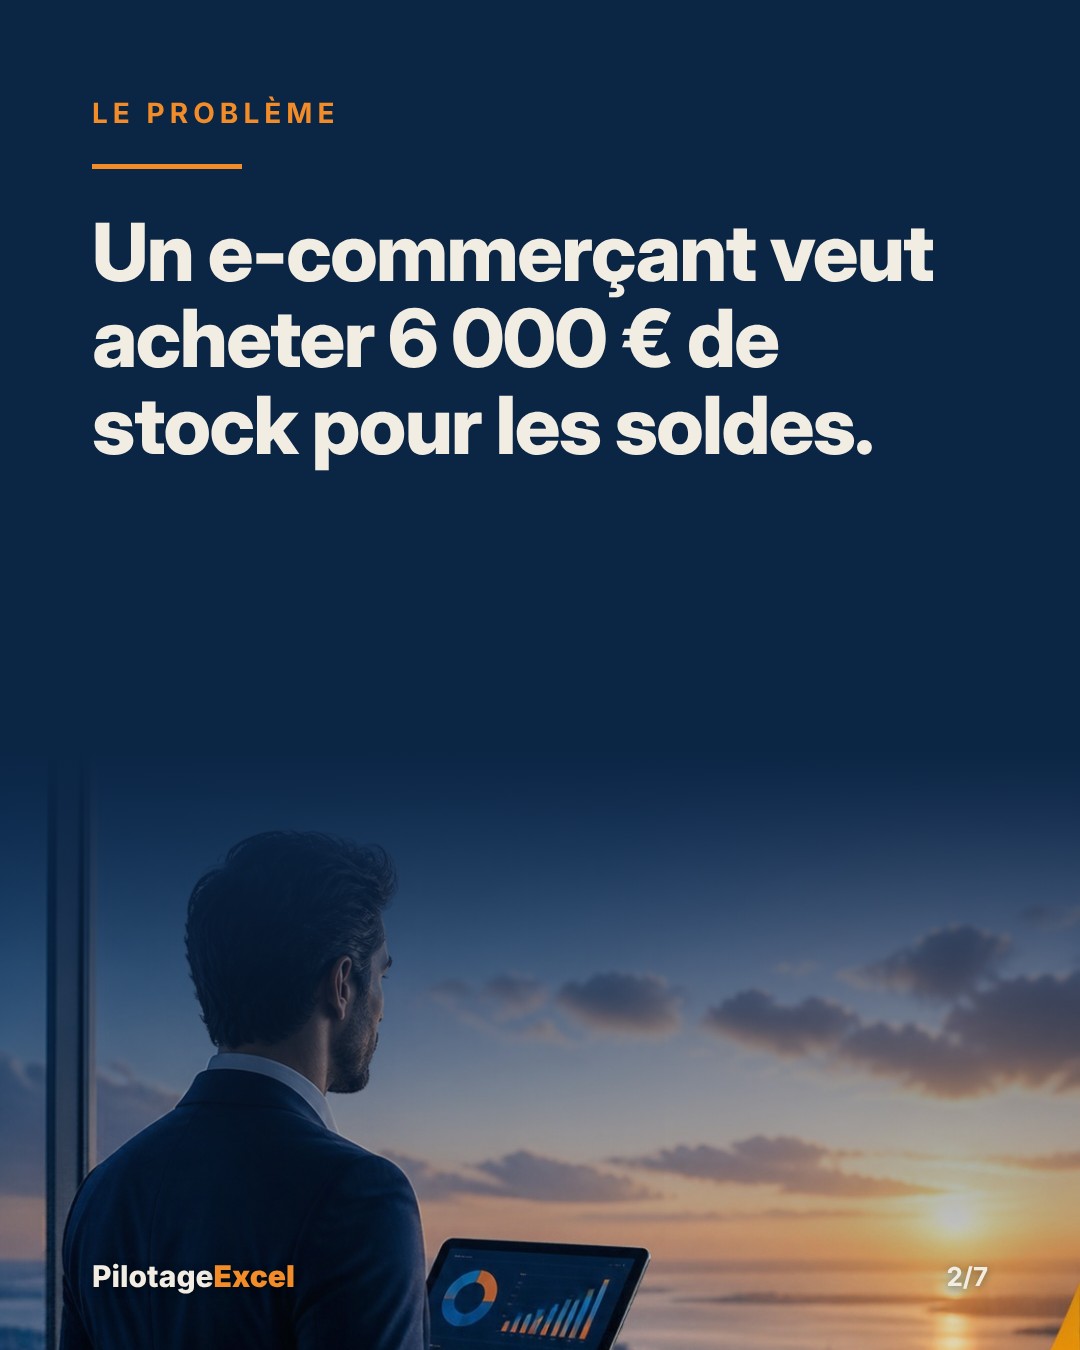 LE PROBLÈME
Un e-commerçant veut
acheter 6 000 € de
stock pour les soldes.
PilotageExcel
2/7